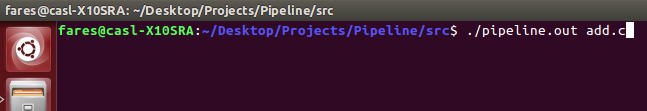 fares@casl-X10SRA: ~/Desktop/Projects/Pipeline/src
fares@casl-X10SRA:~/Desktop/Projects/Pipeline/src$ ./pipeline.out add.c